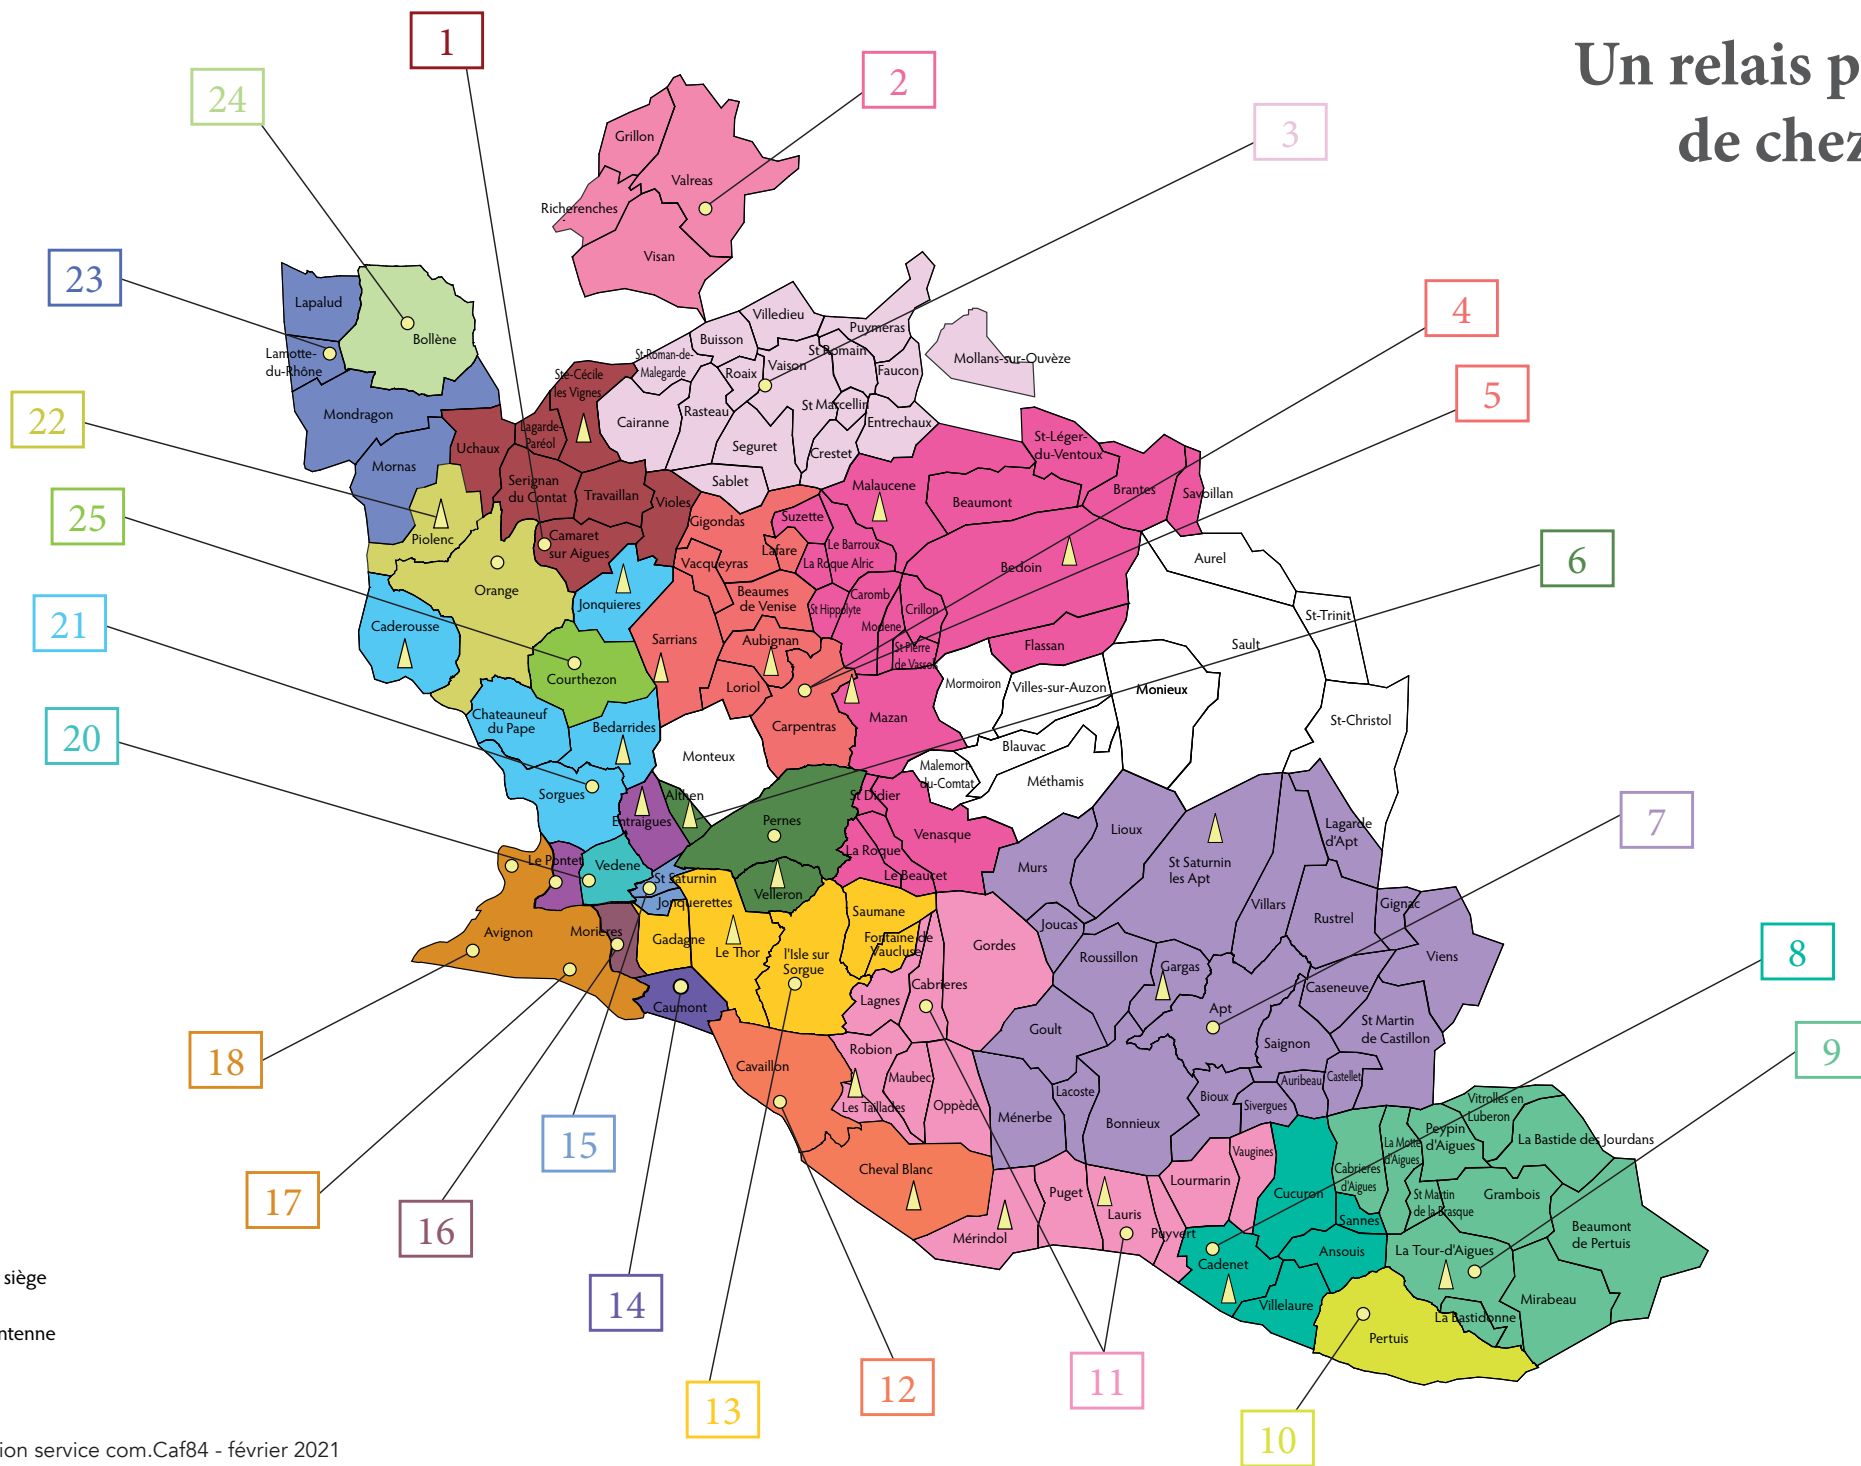 Un relais p
de chez
1
2
3
4
5
6
7
8
9
10
11
12
13
14
15
16
17
18
20
21
22
23
24
25
Grillon
Valreas
Richerenches
Visan
Lapalud
Bollène
Lamotte-
du-Rhône
Mondragon
Mornas
Piolenc
Orange
Uchaux
Lagarde-
Paréol
Ste-Cécile
les Vignes
Serignan
du Contat
Travaillan
Violes
Camaret
sur Aigues
St-Roman-de-
Malegarde
Buisson
Villedieu
Puymeras
St Romain
Vaison
Roaix
Faucon
Mollans-sur-Ouvèze
Cairanne
Rasteau
St Marcellin
Entrechaux
Seguret
Crestet
Sablet
Malaucene
Beaumont
St-Léger-
du-Ventoux
Brantes
Savoillan
Gigondas
Suzette
Lafare
Le Barroux
La Roque Alric
Vacqueyras
Beaumes
de Venise
St Hippolyte
Caromb
Crillon
Modene
St Pierre
de Vassol
Bedoin
Flassan
Aurel
St-Trinit
Sault
Jonquieres
Caderousse
Courthezon
Sarrians
Aubignan
Loriol
Carpentras
Mazan
Mormoiron
Villes-sur-Auzon
Monieux
St-Christol
Chateauneuf
du Pape
Bedarrides
Monteux
Blauvac
Malemort-
du-Comtat
Méthamis
Sorgues
Entraigues
Althen
Pernes
St Didier
Venasque
La Roque
Le Beaucet
Velleron
Le Pontet
Vedene
St Saturnin
Jonquerettes
Avignon
Morières
Gadagne
Le Thor
l'Isle sur
Sorgue
Saumane
Fontaine de
Vaucluse
Caumont
Lagnes
Cabrieres
Gordes
Murs
Lioux
St Saturnin
les Apt
Lagarde
d'Apt
Villars
Rustrel
Gignac
Viens
Joucas
Roussillon
Gargas
Apt
Caseneuve
St Martin
de Castillon
Saignon
Goult
Cavaillon
Robion
Maubec
Les Taillades
Oppède
Cheval Blanc
Ménerbe
Lacoste
Bonnieux
Bioux
Sivergues
Auribeau
Castellet
Mérindol
Puget
Lauris
Puyvert
Lourmarin
Vaugines
Cucuron
Cadenet
Villelaure
Ansouis
Sannes
Cabrieres
d'Aigues
La Motte
d'Aigues
Peypin
d'Aigues
Vitrolles en
Luberon
La Bastide des Jourdans
St Martin
de la Brasque
Grambois
Beaumont
de Pertuis
La Tour-d'Aigues
La Bastidonne
Mirabeau
Pertuis
siège
ntenne
ion service com.Caf84 - février 2021